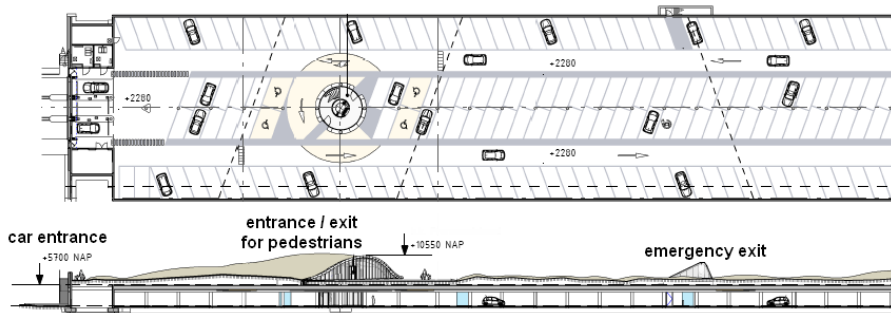 +2280
+2280
+2280
entrance / exit
for pedestrians
car entrance
+5700 NAP
+10550 NAP
emergency exit